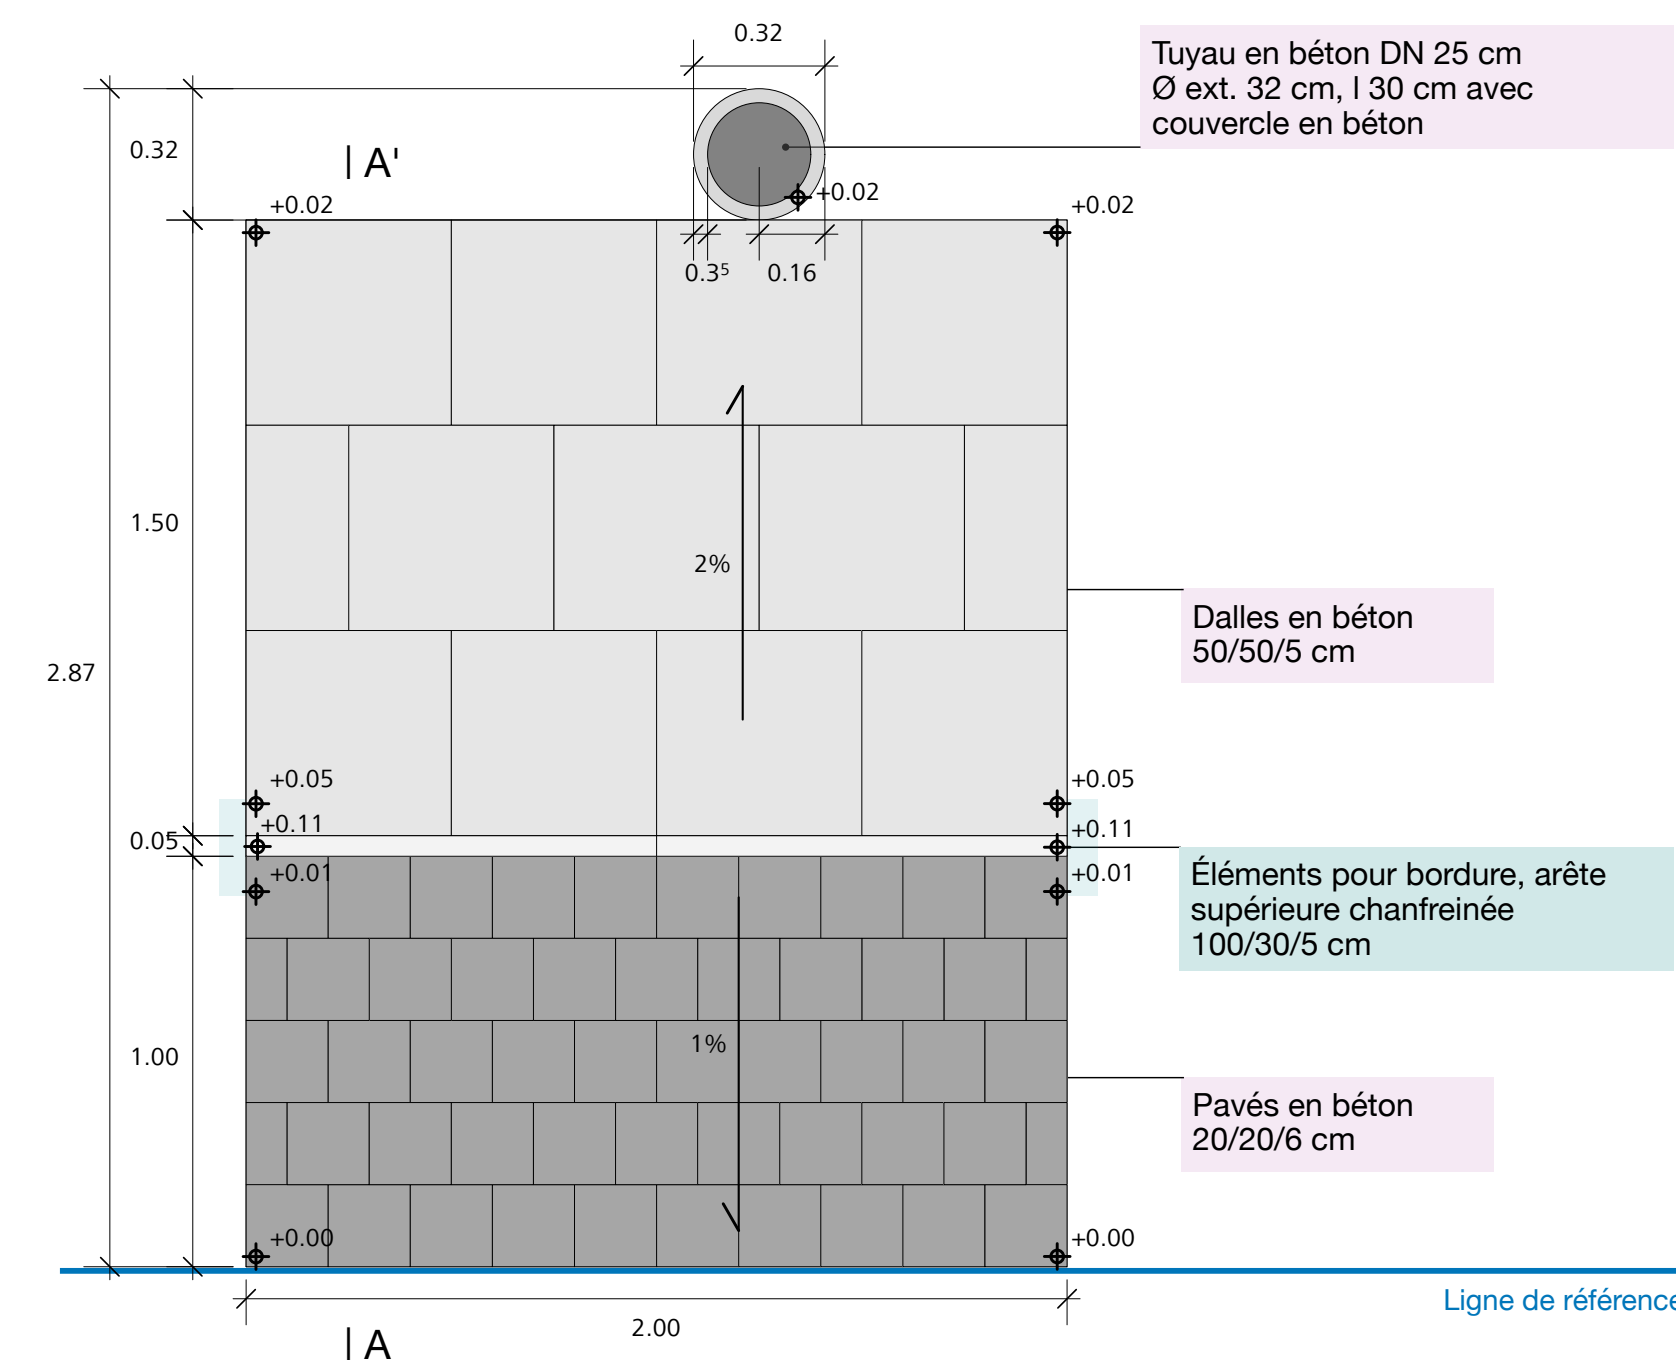 0.32
Tuyau en béton DN 25 cm
Ø ext. 32 cm, l 30 cm avec
couvercle en béton
0.32
| A'
+0.02
+0.02
+0.02
0.3⁵
0.16
1.50
2%
Dalles en béton
50/50/5 cm
2.87
+0.05
+0.05
+0.11
+0.11
0.05
+0.01
+0.01
Éléments pour bordure, arête
supérieure chanfreinée
100/30/5 cm
1%
1.00
Pavés en béton
20/20/6 cm
+0.00
+0.00
Ligne de référence
2.00
| A